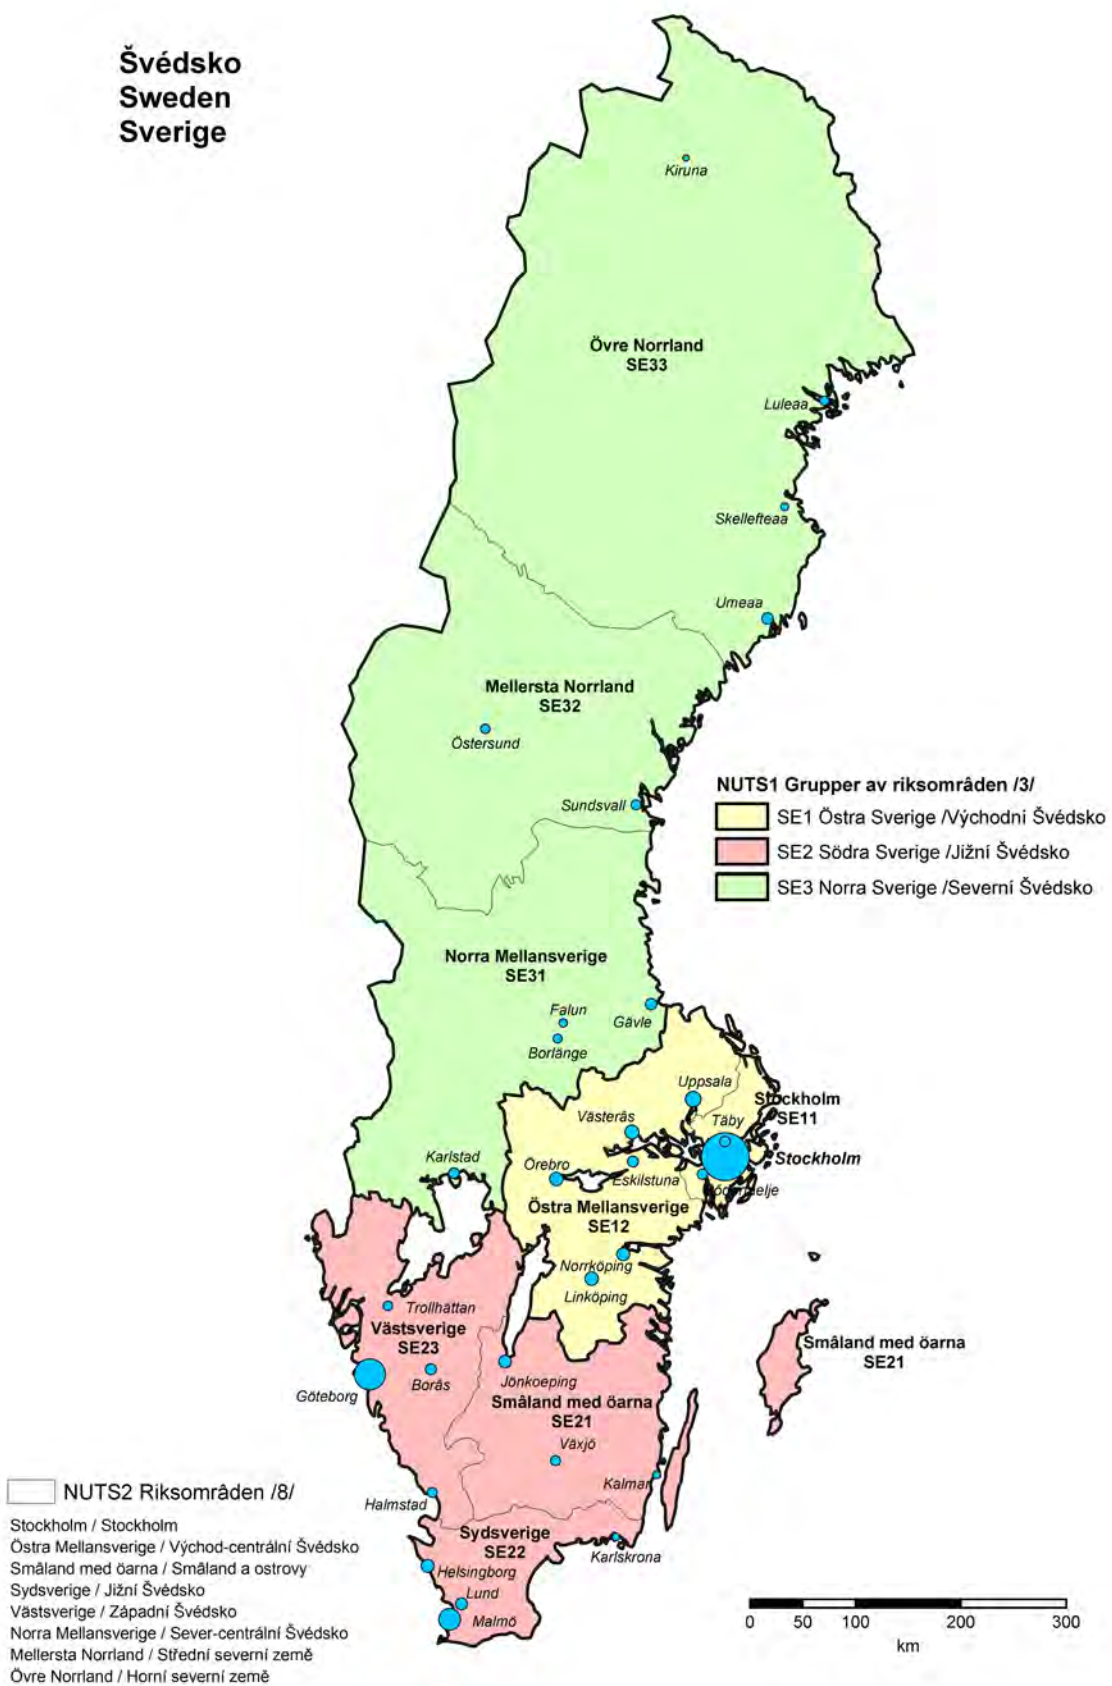 Švédsko
Sweden
Sverige
Kiruna
Övre Norrland
SE33
Luleaa
Skellefteaa
Umeaa
Mellersta Norrland
SE32
Östersund
Sundsvall
NUTS1 Grupper av riksområden /3/
SE1 Östra Sverige /Východní Švédsko
SE2 Södra Sverige /Jižní Švédsko
SE3 Norra Sverige /Severní Švédsko
Norra Mellansverige
SE31
Falun
Gävle
Borlänge
Uppsala
Stockholm
SE11
Västerås
Täby
Stockholm
Karlstad
Örebro
Eskilstuna
Östra Mellansverige
SE12
Norrköping
Linköping
Trollhättan
Västsverige
SE23
Småland med öarna
SE21
Göteborg
Borås
Jönkoeping
Småland med öarna
SE21
Växjö
Kalmar
NUTS2 Riksområden /8/
Halmstad
Stockholm / Stockholm
Östra Mellansverige / Východ-centrální Švédsko
Småland med öarna / Småland a ostrovy
Sydsverige / Jižní Švédsko
Västsverige / Západní Švédsko
Norra Mellansverige / Sever-centrální Švédsko
Mellersta Norrland / Střední severní země
Övre Norrland / Horní severní země
Sydsverige
SE22
Karlskrona
Helsingborg
Lund
Malmö
0 50 100 200 300
km